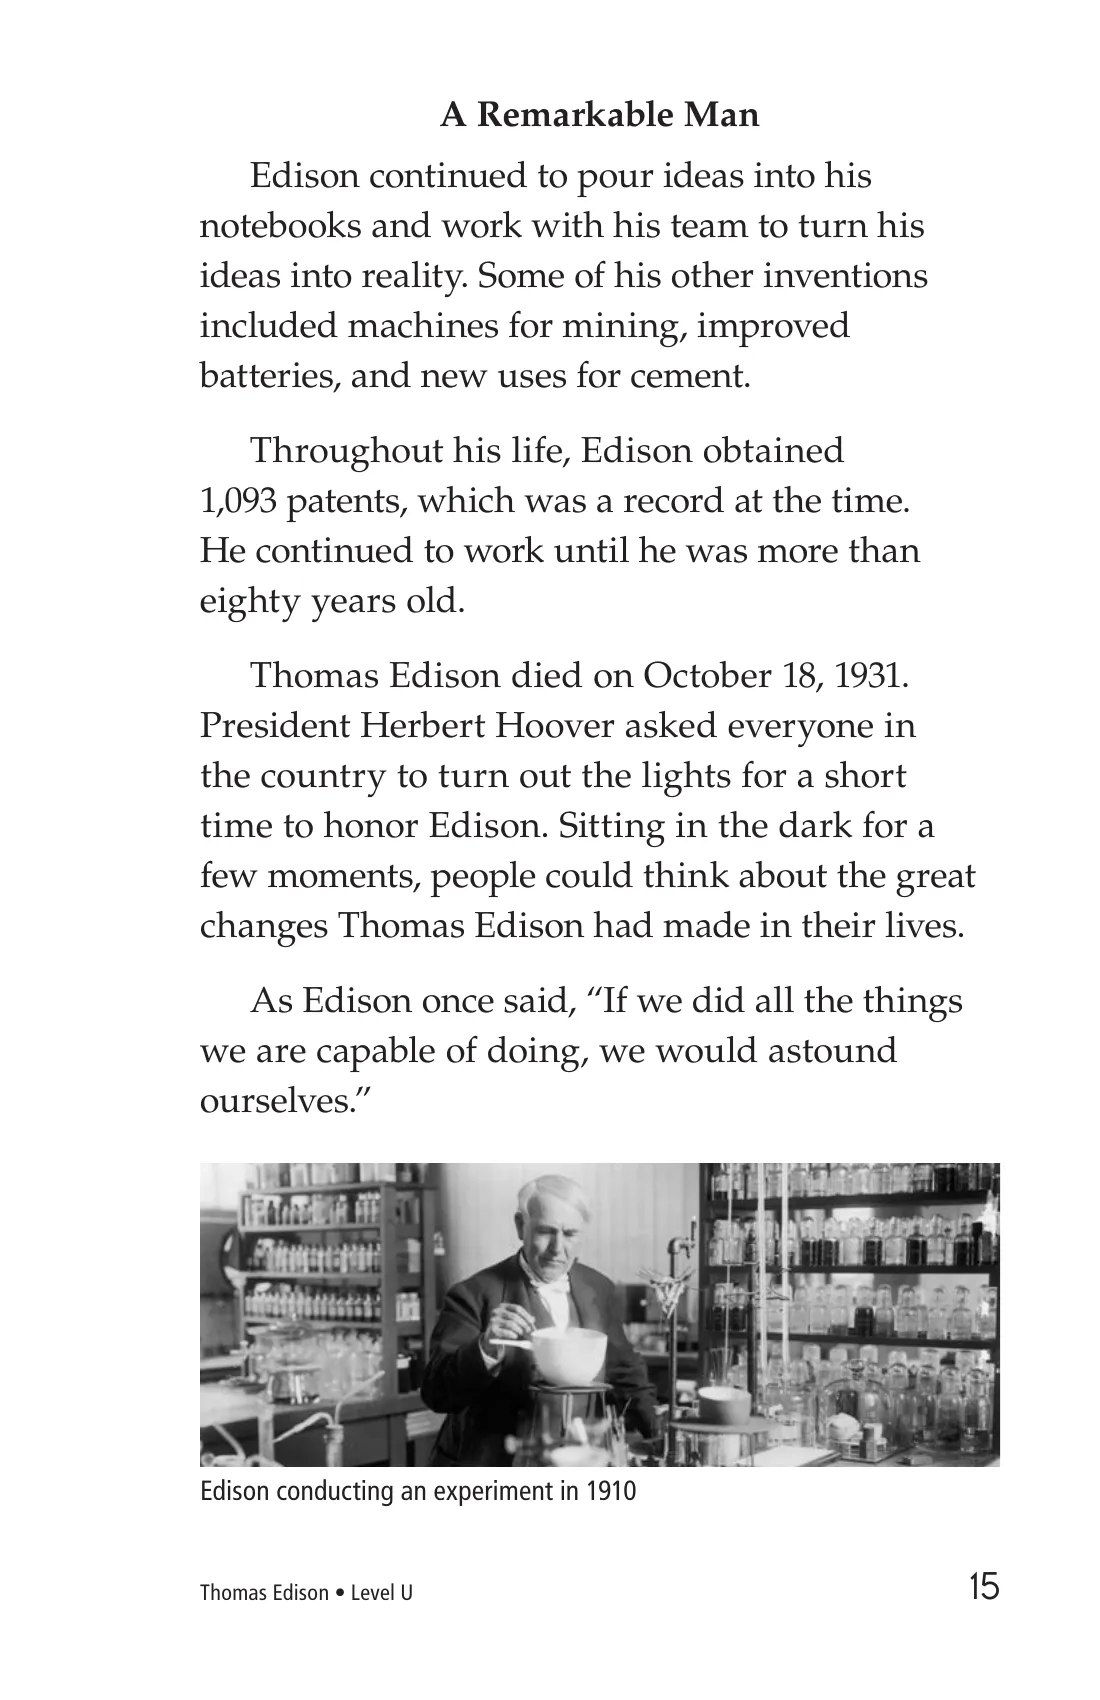 A Remarkable Man
Edison continued to pour ideas into his
notebooks and work with his team to turn his
ideas into reality. Some of his other inventions
included machines for mining, improved
batteries, and new uses for cement.
Throughout his life, Edison obtained
1,093 patents, which was a record at the time.
He continued to work until he was more than
eighty years old.
Thomas Edison died on October 18, 1931.
President Herbert Hoover asked everyone in
the country to turn out the lights for a short
time to honor Edison. Sitting in the dark for a
few moments, people could think about the great
changes Thomas Edison had made in their lives.
As Edison once said, “If we did all the things
we are capable of doing, we would astound
ourselves.”
Edison conducting an experiment in 1910
Thomas Edison • Level U
15